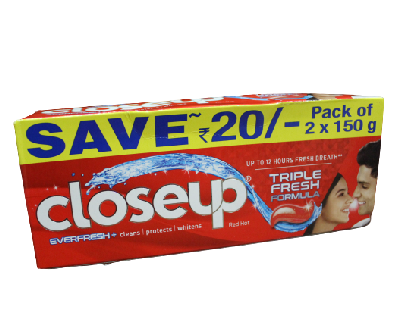 closeup
SAVE~ ₹20/- Pack of
2 x 150 g
UP TO 12 HOURS FRESH BREATH
TRIPLE
FRESH
FORMULA
closeup
EVERFRESH+ cleans | protects | whitens
Red Hot